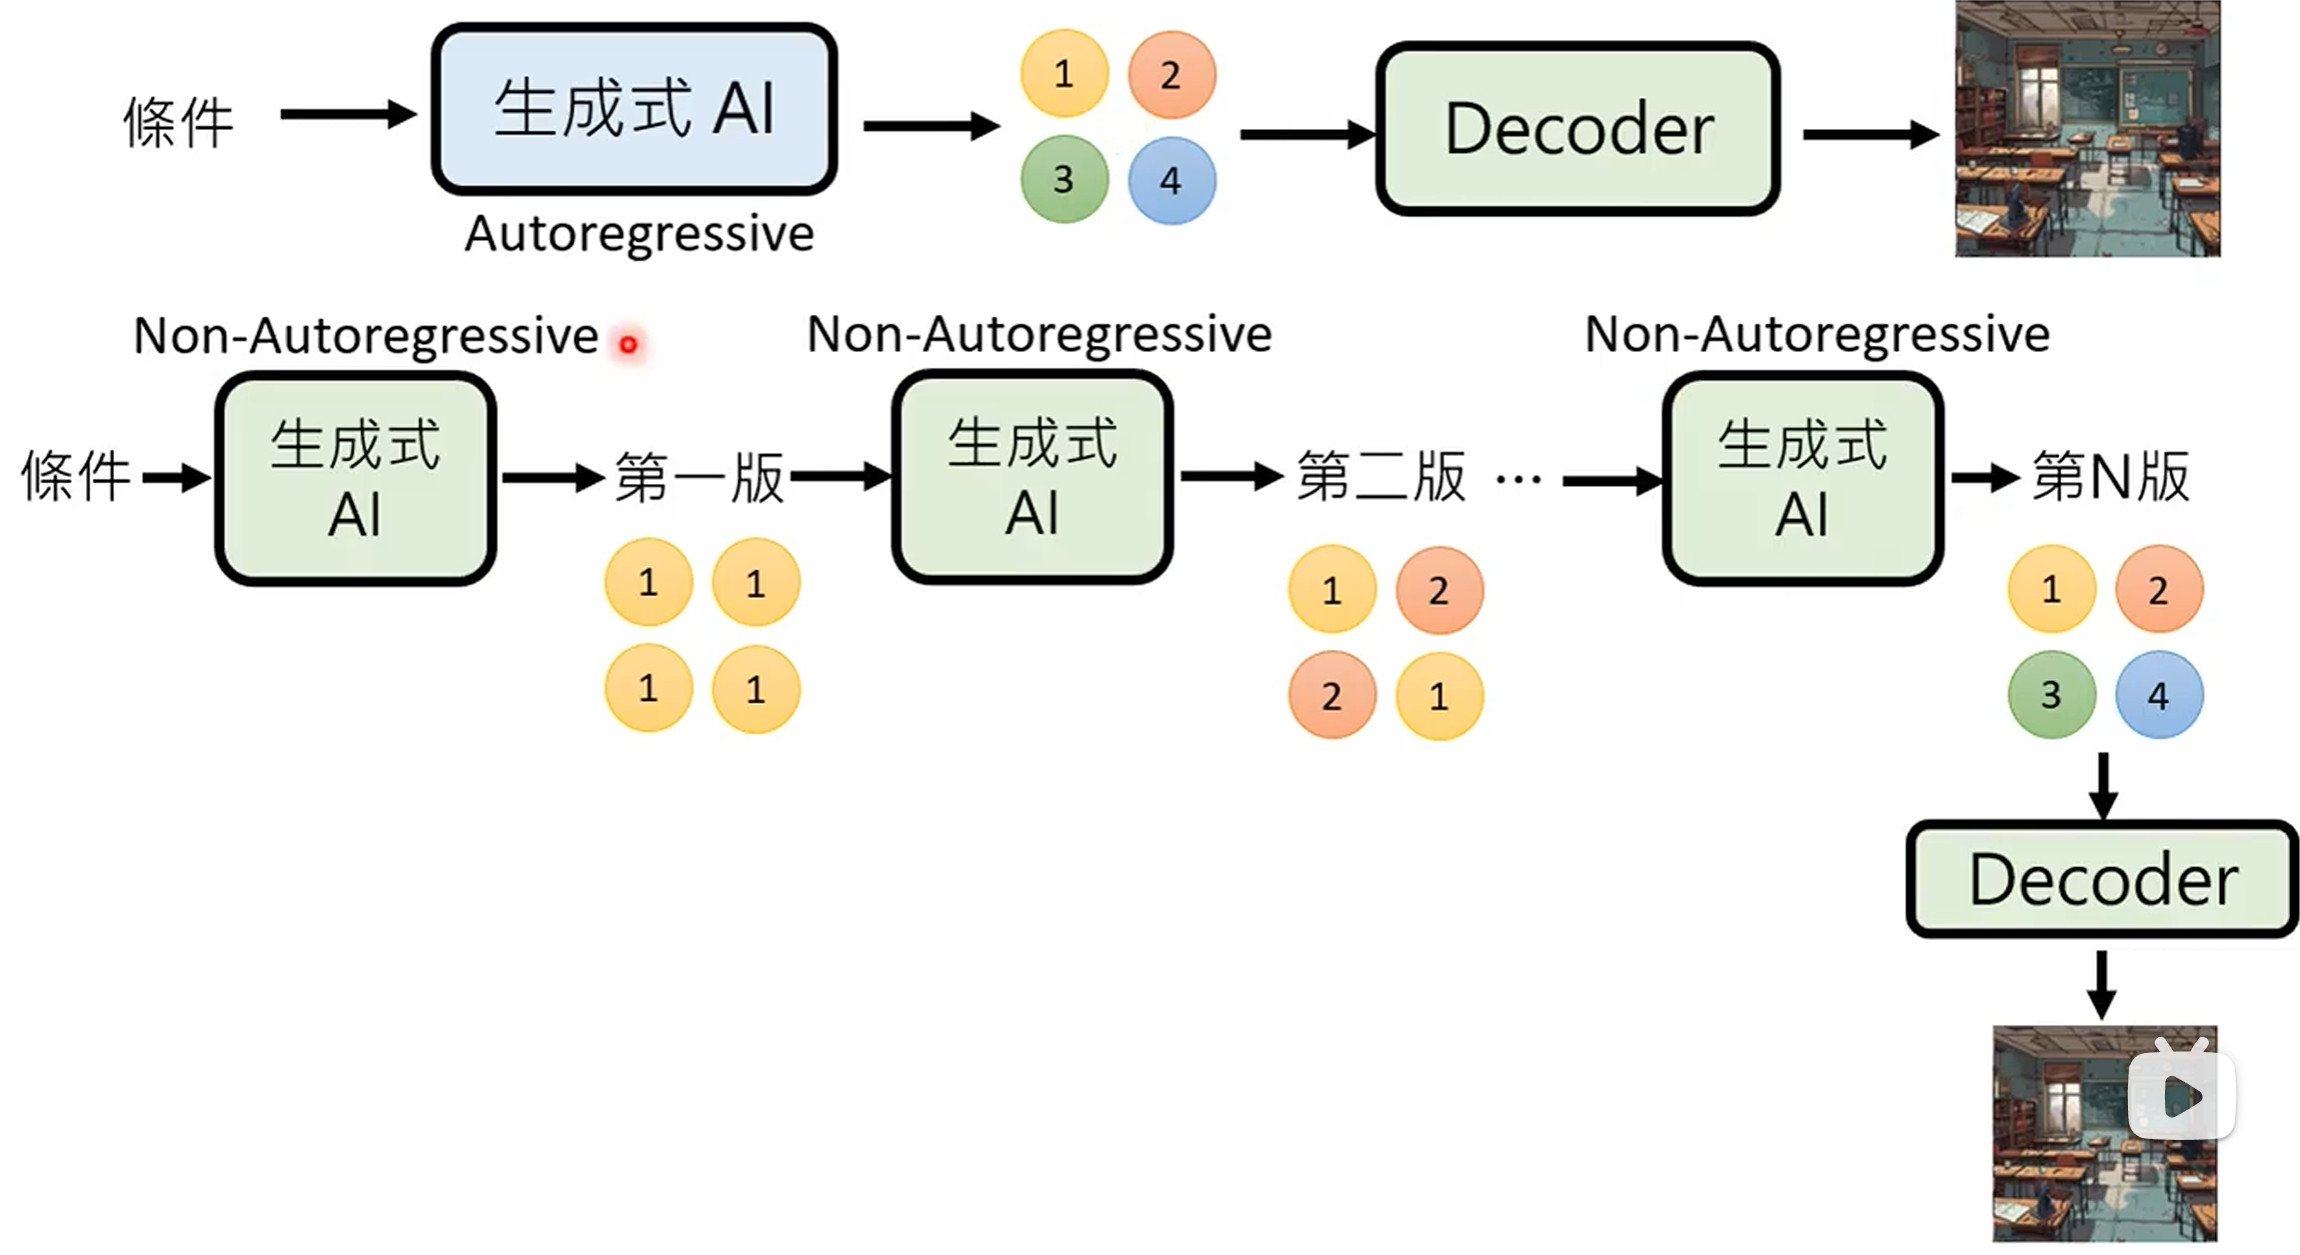 條件
生成式 AI
Autoregressive
1
2
3
4
Decoder
Non-Autoregressive
Non-Autoregressive
Non-Autoregressive
條件
生成式
AI
第一版
生成式
AI
第二版
…
生成式
AI
第N版
1
1
1
1
1
2
2
1
1
2
3
4
Decoder